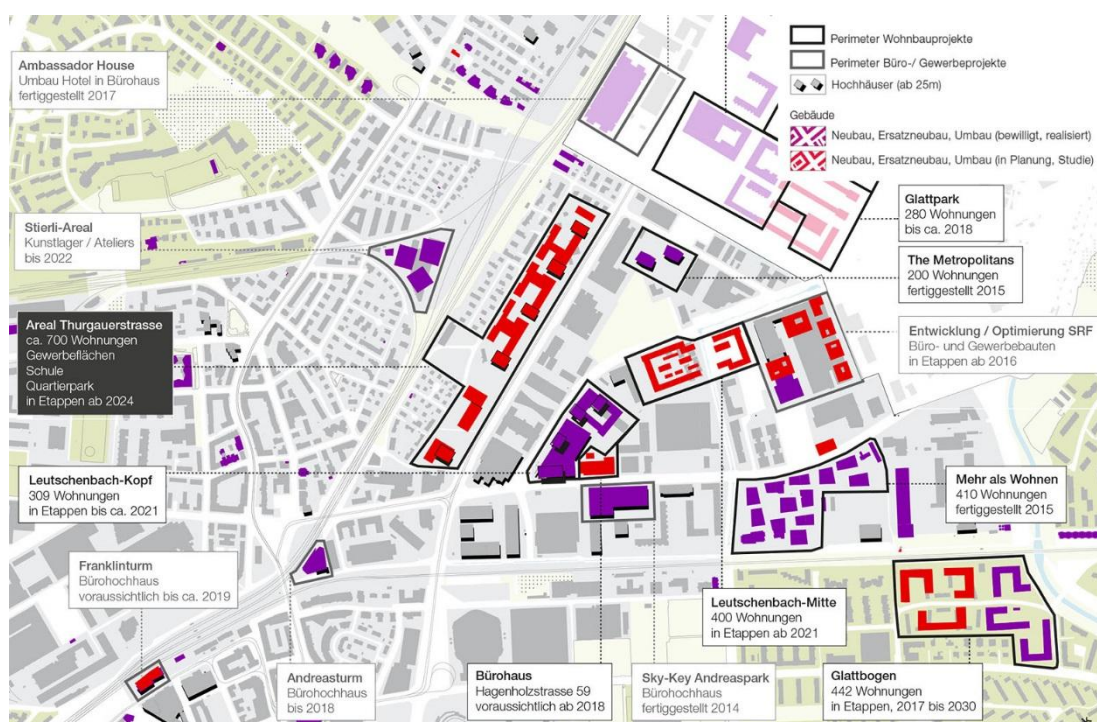 Ambassador House
Umbau Hotel in Bürohaus
fertiggestellt 2017
Perimeter Wohnbauprojekte
Perimeter Büro-/ Gewerbeprojekte
Hochhäuser (ab 25m)
Gebäude
Neubau, Ersatzneubau, Umbau (bewilligt, realisiert)
Neubau, Ersatzneubau, Umbau (in Planung, Studie)
Glattpark
280 Wohnungen
bis ca. 2018
Stierli-Areal
Kunstlager / Ateliers
bis 2022
The Metropolitans
200 Wohnungen
fertiggestellt 2015
Areal Thurgauerstrasse
ca. 700 Wohnungen
Gewerbeflächen
Schule
Quartierpark
in Etappen ab 2024
Entwicklung / Optimierung SRF
Büro- und Gewerbebauten
in Etappen ab 2016
Leutschenbach-Kopf
309 Wohnungen
in Etappen bis ca. 2021
Mehr als Wohnen
410 Wohnungen
fertiggestellt 2015
Franklinturm
Bürohochhaus
voraussichtlich bis ca. 2019
Leutschenbach-Mitte
400 Wohnungen
in Etappen ab 2021
Andreasturm
Bürohochhaus
bis 2018
Bürohaus
Hagenholzstrasse 59
voraussichtlich ab 2018
Sky-Key Andreaspark
Bürohochhaus
fertiggestellt 2014
Glattbogen
442 Wohnungen
in Etappen, 2017 bis 2030